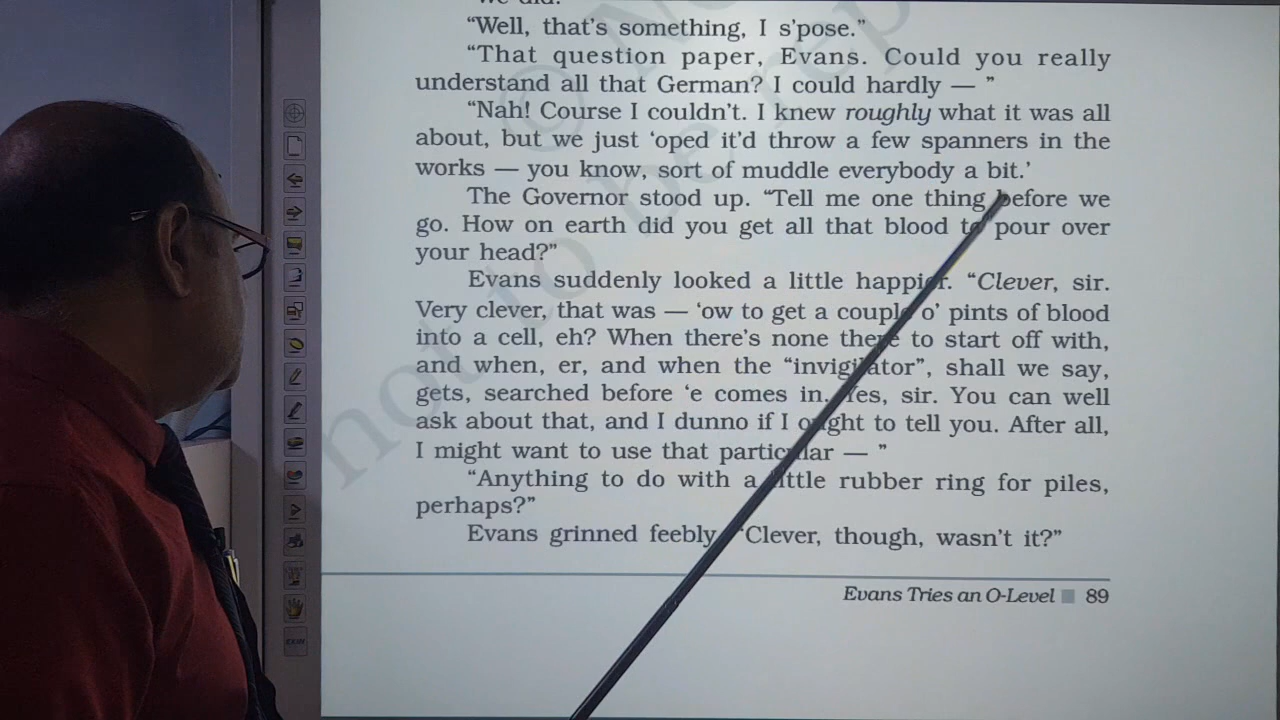 “Well, that’s something, I s’pose.”
“That question paper, Evans. Could you really
understand all that German? I could hardly — ”
“Nah! Course I couldn’t. I knew roughly what it was all
about, but we just ‘oped it’d throw a few spanners in the
works — you know, sort of muddle everybody a bit.’
The Governor stood up. “Tell me one thing before we
go. How on earth did you get all that blood to pour over
your head?”
Evans suddenly looked a little happier. “Clever, sir.
Very clever, that was — ‘ow to get a couple o’ pints of blood
into a cell, eh? When there’s none there to start off with,
and when, er, and when the “invigilator”, shall we say,
gets, searched before ‘e comes in. Yes, sir. You can well
ask about that, and I dunno if I ought to tell you. After all,
I might want to use that particular — ”
“Anything to do with a little rubber ring for piles,
perhaps?”
Evans grinned feebly. “Clever, though, wasn’t it?”
Evans Tries an O-Level 89
not to be rep